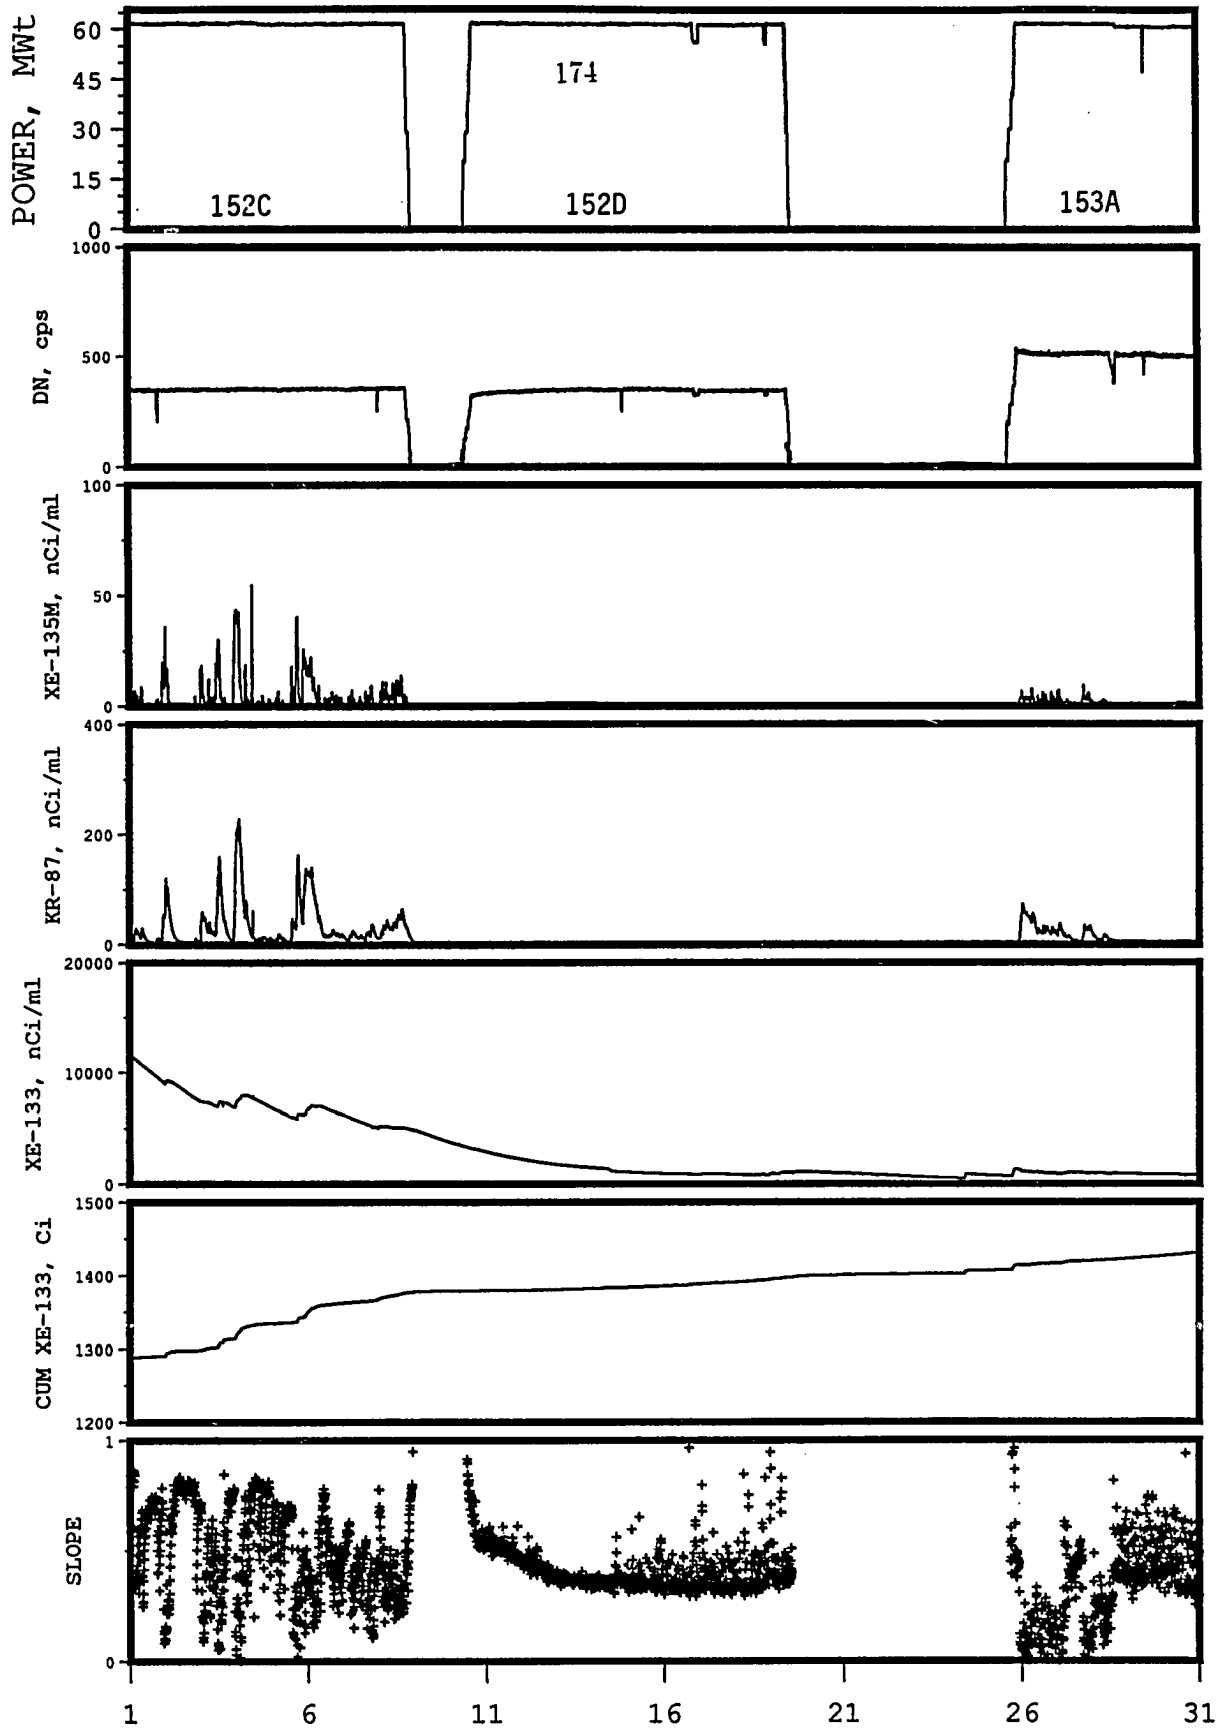 POWER, MWt
60
45
30
15
0
174
152C
152D
153A
DN, cps
1000
500
0
XE-135M, nCi/ml
100
50
0
KR-87, nCi/ml
400
200
0
XE-133, nCi/ml
20000
10000
0
CUM XE-133, Ci
1500
1400
1300
1200
SLOPE
1
0
1 6 11 16 21 26 31